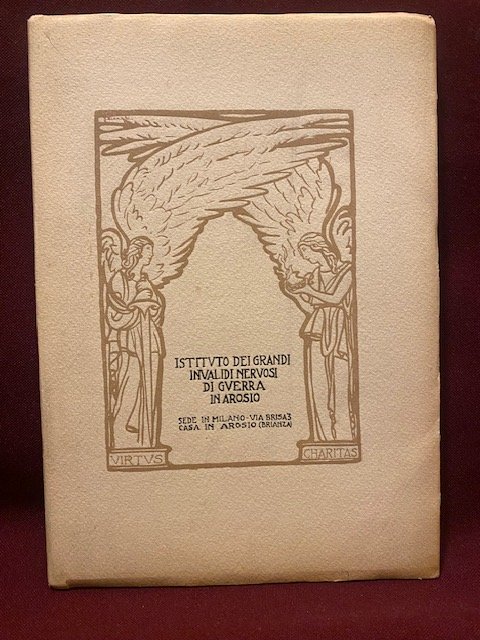 ISTITVTO DEI GRANDI
INVALIDI NERVOSI
DI GVERRA
IN AROSIO
SEDE IN MILANO - VIA BRISA 3
CASA IN AROSIO (BRIANZA)
VIRTVS
CHARITAS